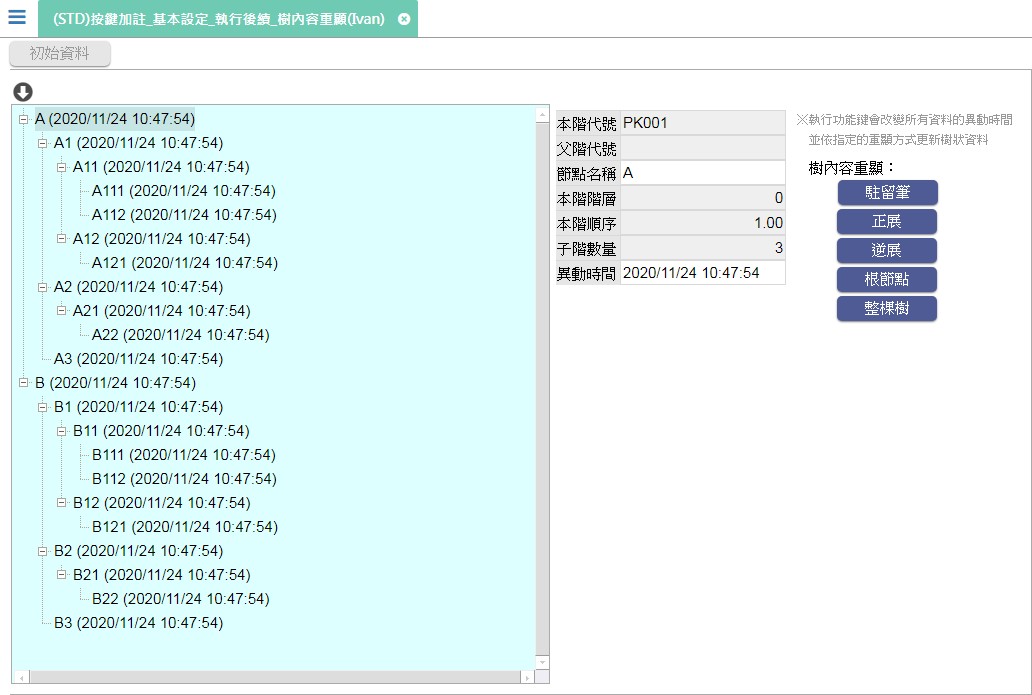 (STD)按鍵加註_基本設定_執行後續_樹內容重顯(Ivan)
初始資料
A (2020/11/24 10:47:54)
A1 (2020/11/24 10:47:54)
A11 (2020/11/24 10:47:54)
A111 (2020/11/24 10:47:54)
A112 (2020/11/24 10:47:54)
A12 (2020/11/24 10:47:54)
A121 (2020/11/24 10:47:54)
A2 (2020/11/24 10:47:54)
A21 (2020/11/24 10:47:54)
A22 (2020/11/24 10:47:54)
A3 (2020/11/24 10:47:54)
B (2020/11/24 10:47:54)
B1 (2020/11/24 10:47:54)
B11 (2020/11/24 10:47:54)
B111 (2020/11/24 10:47:54)
B112 (2020/11/24 10:47:54)
B12 (2020/11/24 10:47:54)
B121 (2020/11/24 10:47:54)
B2 (2020/11/24 10:47:54)
B21 (2020/11/24 10:47:54)
B22 (2020/11/24 10:47:54)
B3 (2020/11/24 10:47:54)
本階代號 PK001
父階代號
節點名稱 A
本階階層 0
本階順序 1.00
子階數量 3
異動時間 2020/11/24 10:47:54
※執行功能鍵會改變所有資料的異動時間
並依指定的重顯方式更新樹狀資料
樹內容重顯：
駐留筆
正展
逆展
根節點
整棵樹